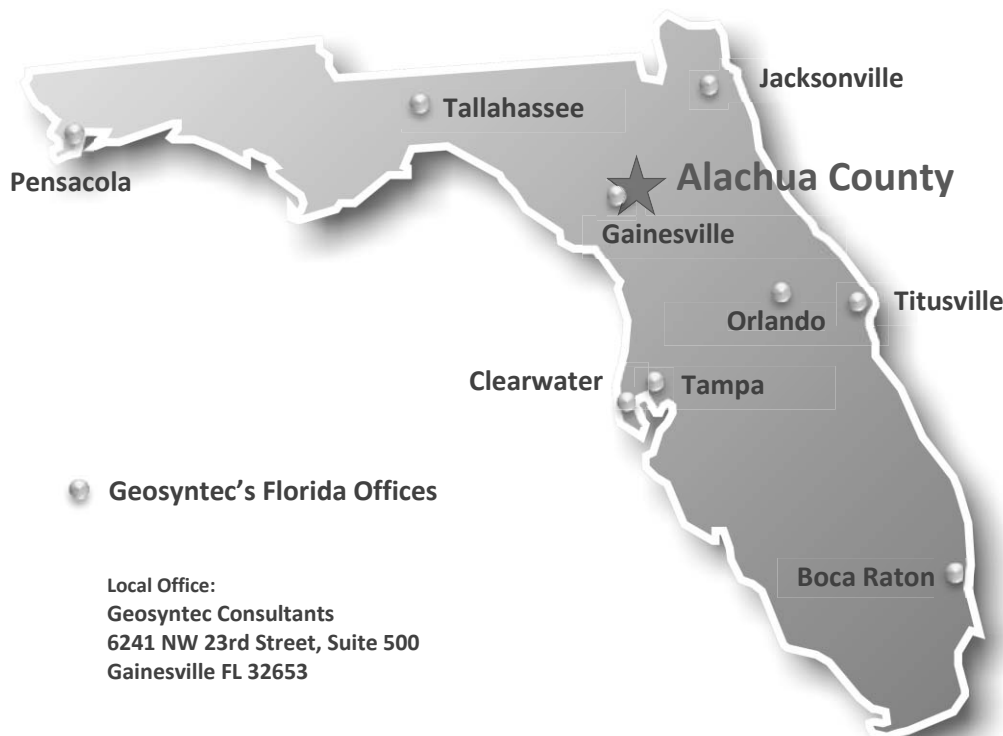 Jacksonville
Tallahassee
Pensacola
Alachua County
Gainesville
Titusville
Orlando
Clearwater
Tampa
Geosyntec’s Florida Offices
Boca Raton
Local Office:
Geosyntec Consultants
6241 NW 23rd Street, Suite 500
Gainesville FL 32653